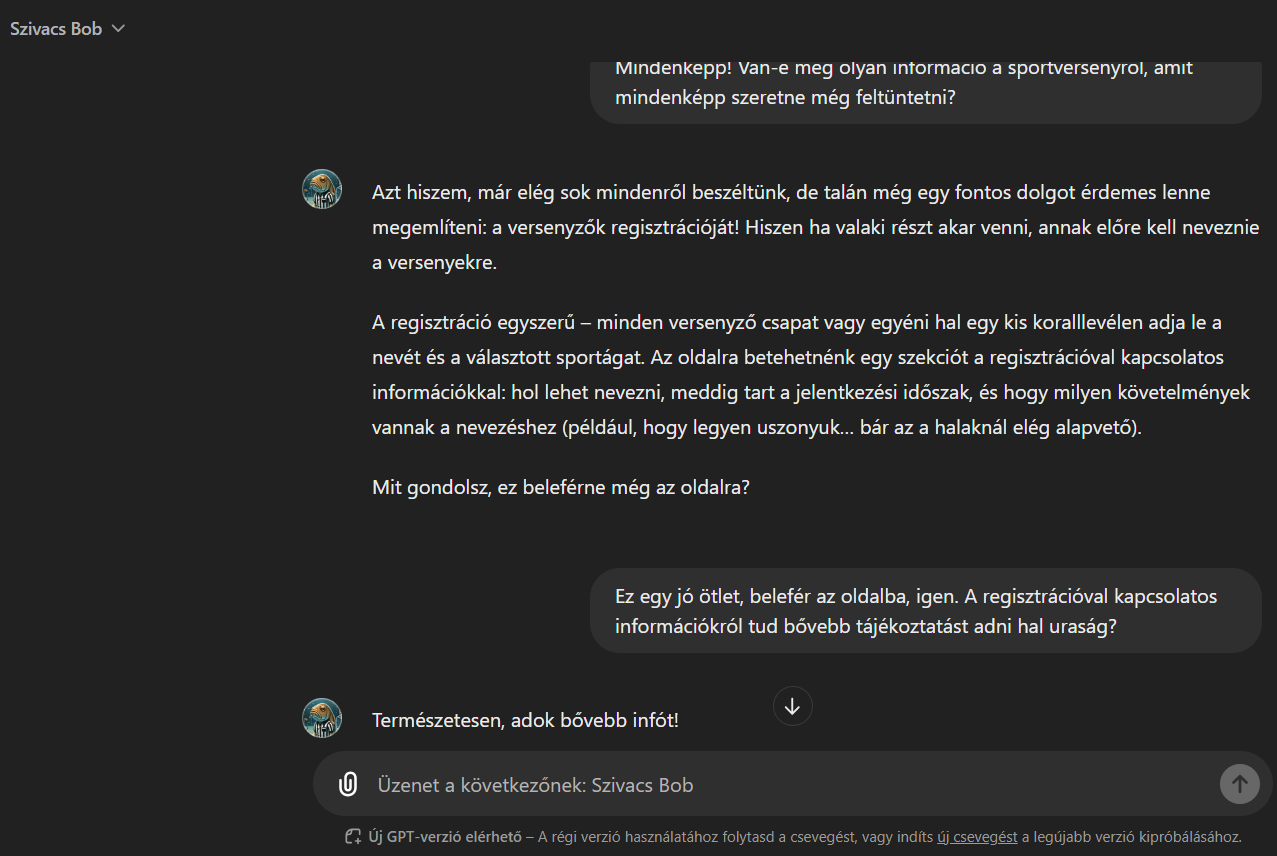 Szivacs Bob
Mindenképp! Van-e még olyan információ a sportversenyről, amit
mindenképp szeretne még feltüntetni?
Azt hiszem, már elég sok mindenről beszéltünk, de talán még egy fontos dolgot érdemes lenne
megemlíteni: a versenyzők regisztrációját! Hiszen ha valaki részt akar venni, annak előre kell neveznie
a versenyekre.
A regisztráció egyszerű – minden versenyző csapat vagy egyéni hal egy kis koralllevélen adja le a
nevét és a választott sportágat. Az oldalra betehetnénk egy szekciót a regisztrációval kapcsolatos
információkkal: hol lehet nevezni, meddig tart a jelentkezési időszak, és hogy milyen követelmények
vannak a nevezéshez (például, hogy legyen uszonyuk... bár az a halaknál elég alapvető).
Mit gondolsz, ez beleférne még az oldalra?
Ez egy jó ötlet, belefér az oldalba, igen. A regisztrációval kapcsolatos
információkról tud bővebb tájékoztatást adni hal uraság?
Természetesen, adok bővebb infót!
Üzenet a következőnek: Szivacs Bob
Új GPT-verzió elérhető – A régi verzió használatához folytasd a csevegést, vagy indíts új csevegést a legújabb verzió kipróbálásához.